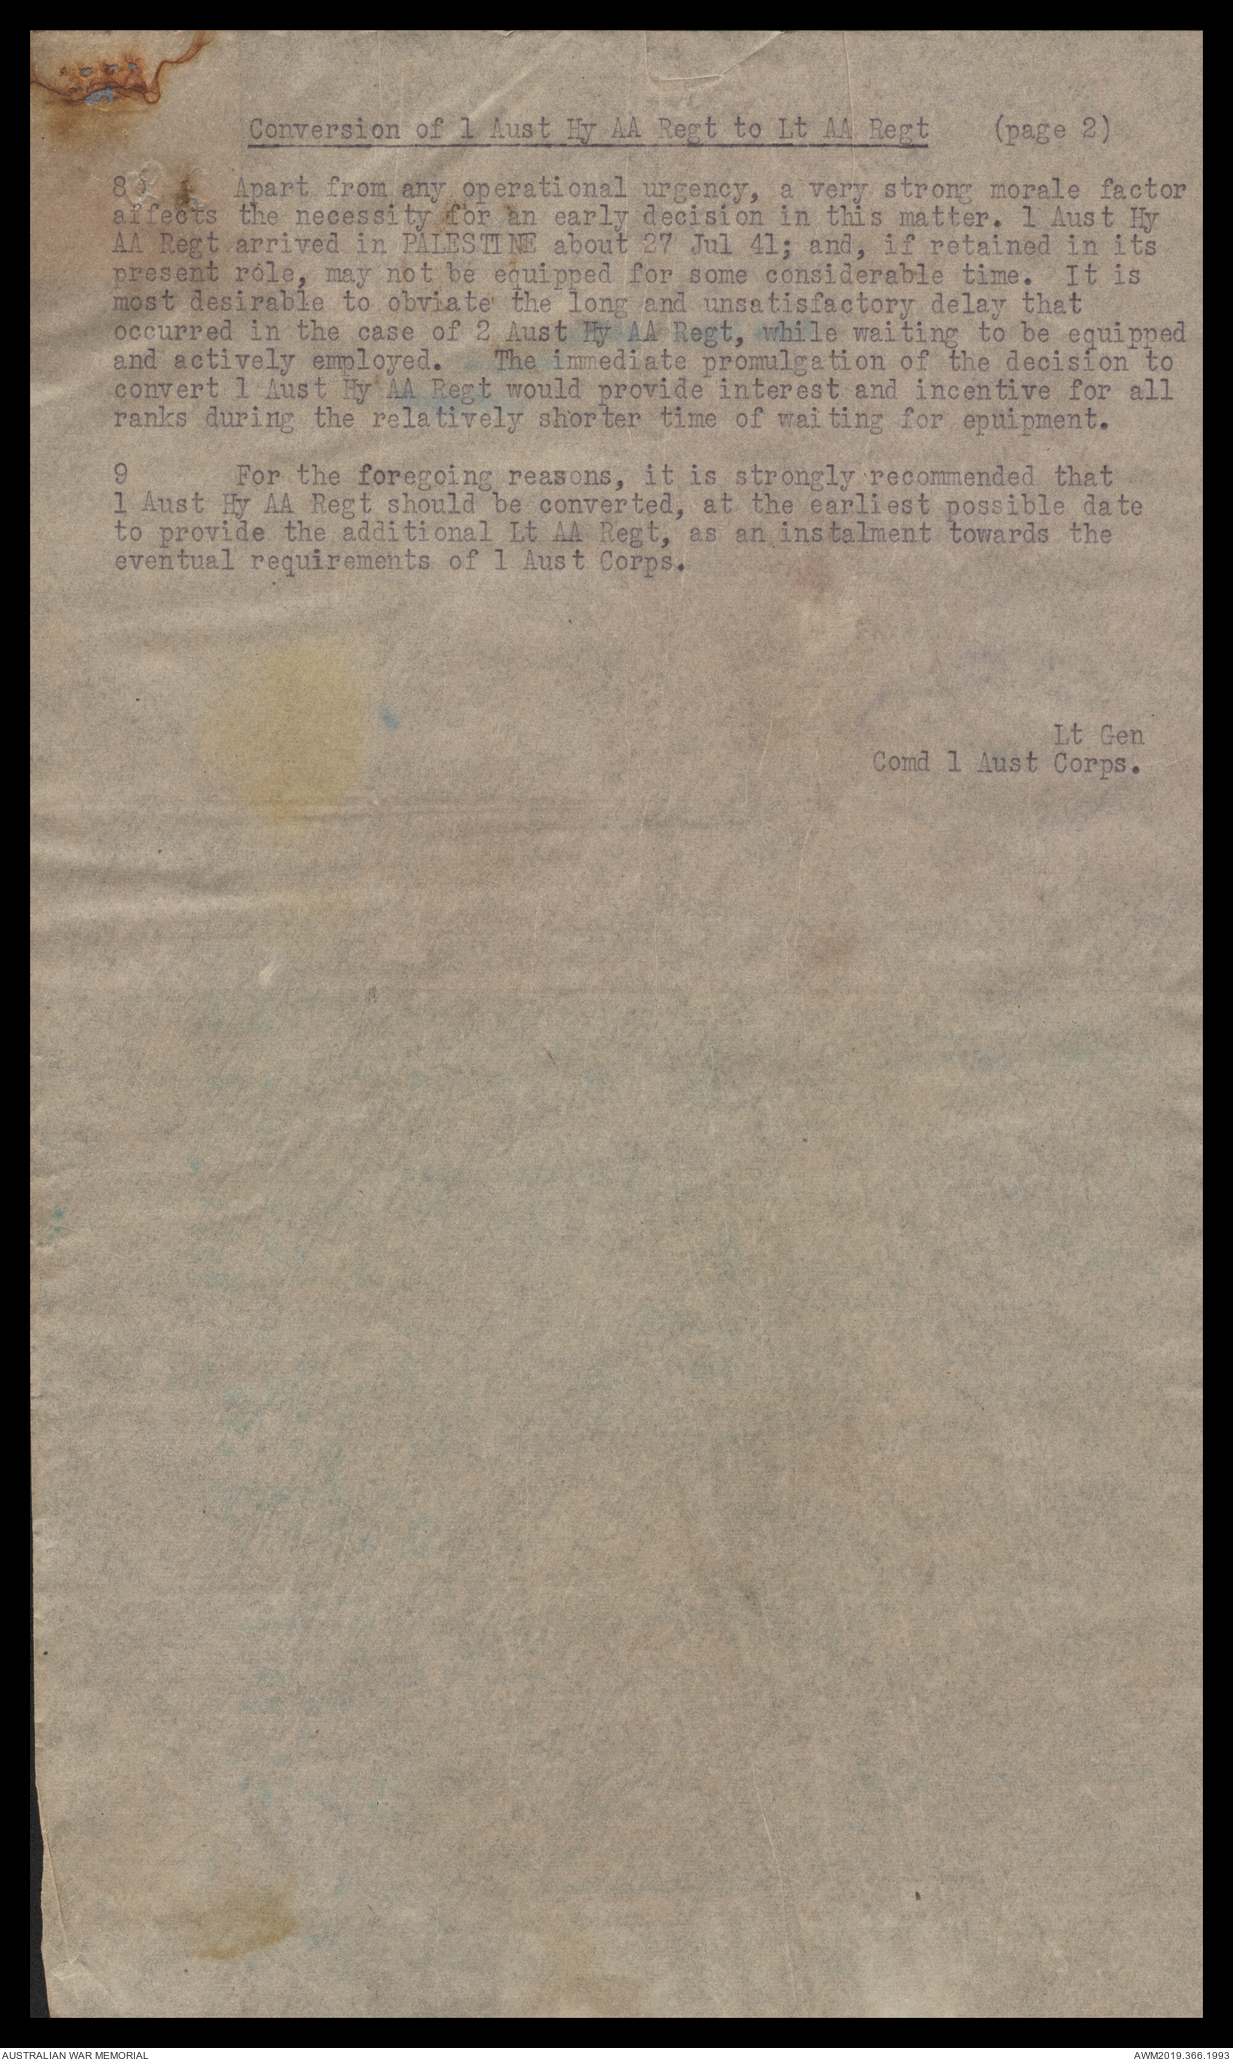 Conversion of 1 Aust Hy AA Regt to Lt AA Regt (page 2)
8 Apart from any operational urgency, a very strong morale factor
affects the necessity for an early decision in this matter. 1 Aust Hy
AA Regt arrived in PALESTINE about 27 Jul 41; and, if retained in its
present rôle, may not be equipped for some considerable time. It is
most desirable to obviate the long and unsatisfactory delay that
occurred in the case of 2 Aust Hy AA Regt, while waiting to be equipped
and actively employed. The immediate promulgation of the decision to
convert 1 Aust Hy AA Regt would provide interest and incentive for all
ranks during the relatively shorter time of waiting for epuipment.
9 For the foregoing reasons, it is strongly recommended that
1 Aust Hy AA Regt should be converted, at the earliest possible date
to provide the additional Lt AA Regt, as an instalment towards the
eventual requirements of 1 Aust Corps.
Lt Gen
Comd 1 Aust Corps.
AUSTRALIAN WAR MEMORIAL AWM2019.366.1993